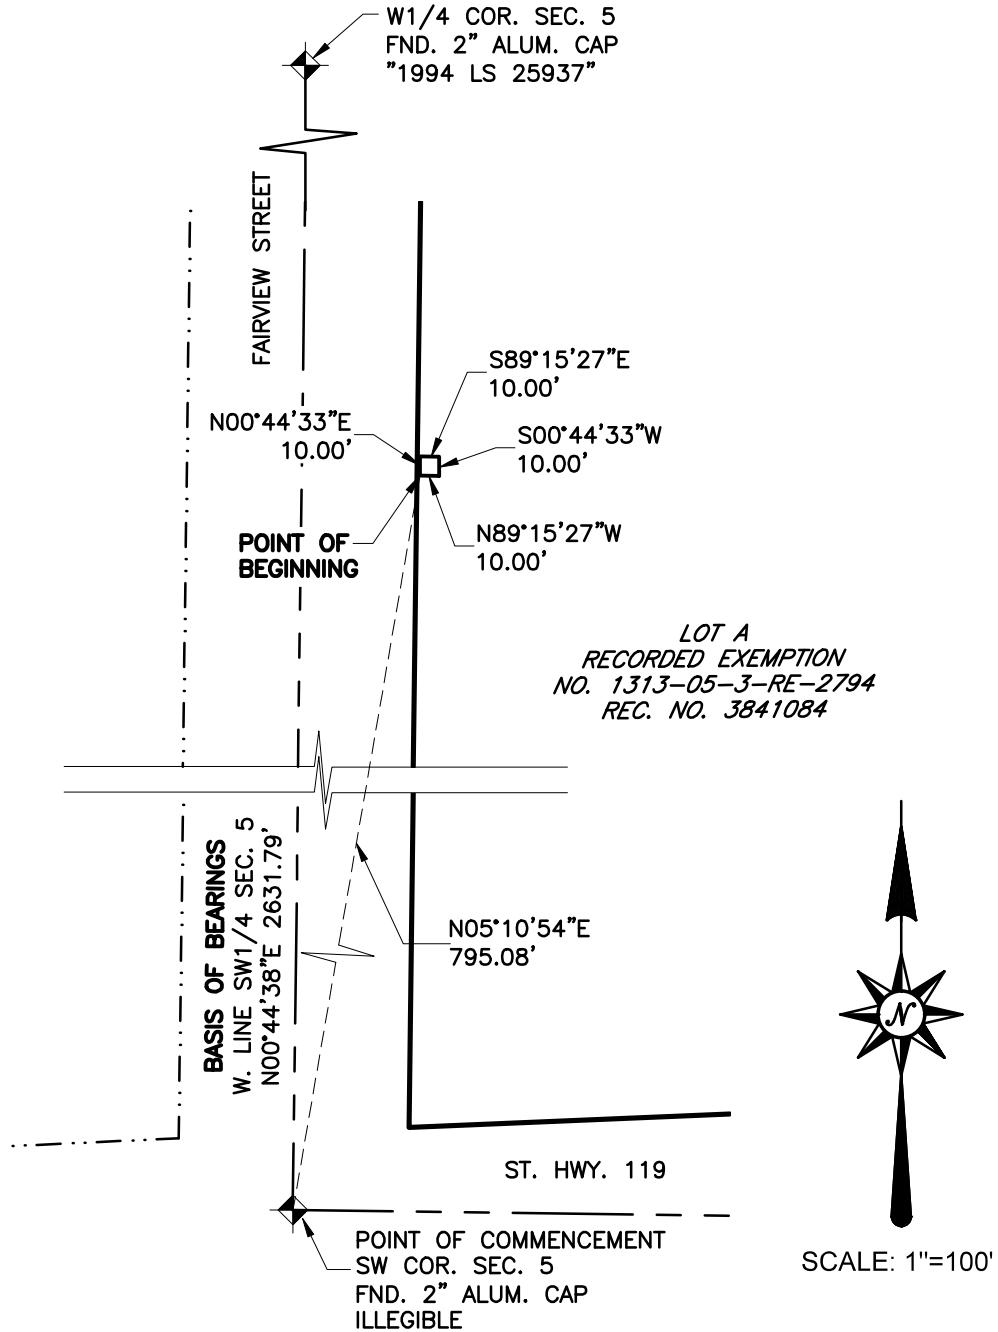 W1/4 COR. SEC. 5
FND. 2" ALUM. CAP
"1994 LS 25937"
FAIRVIEW STREET
S89°15'27"E
10.00'
N00°44'33"E
10.00'
S00°44'33"W
10.00'
POINT OF
BEGINNING
N89°15'27"W
10.00'
LOT A
RECORDED EXEMPTION
NO. 1313-05-3-RE-2794
REC. NO. 3841084
BASIS OF BEARINGS
W. LINE SW1/4 SEC. 5
N00°44'38"E 2631.79'
N05°10'54"E
795.08'
N
ST. HWY. 119
POINT OF COMMENCEMENT
SW COR. SEC. 5
FND. 2" ALUM. CAP
ILLEGIBLE
SCALE: 1"=100'